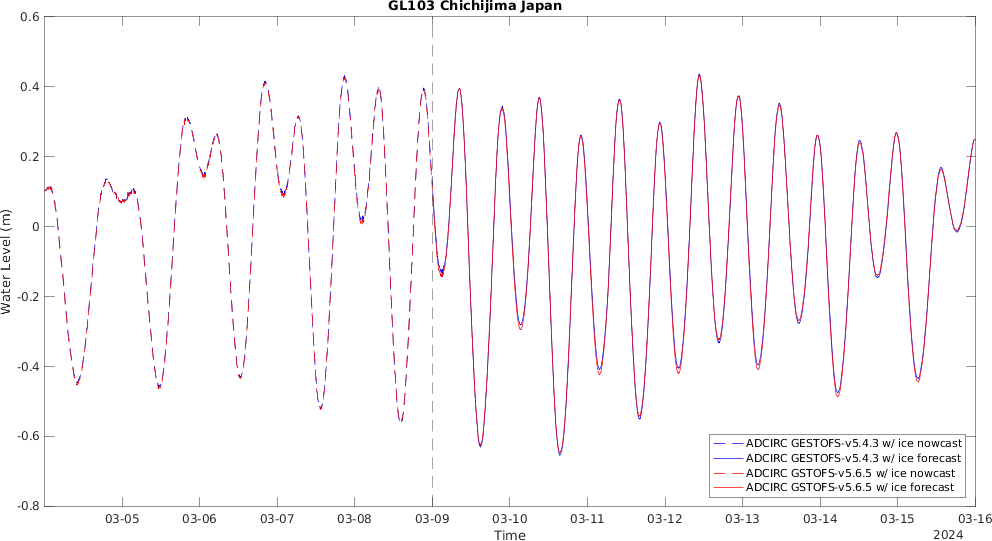 GL103 Chichijima Japan
0.6
0.4
0.2
0
-0.2
-0.4
-0.6
-0.8
Water Level (m)
ADCIRC GESTOFS-v5.4.3 w/ ice nowcast
ADCIRC GESTOFS-v5.4.3 w/ ice forecast
ADCIRC GSTOFS-v5.6.5 w/ ice nowcast
ADCIRC GSTOFS-v5.6.5 w/ ice forecast
03-05 03-06 03-07 03-08 03-09 03-10 03-11 03-12 03-13 03-14 03-15 03-16
Time
2024